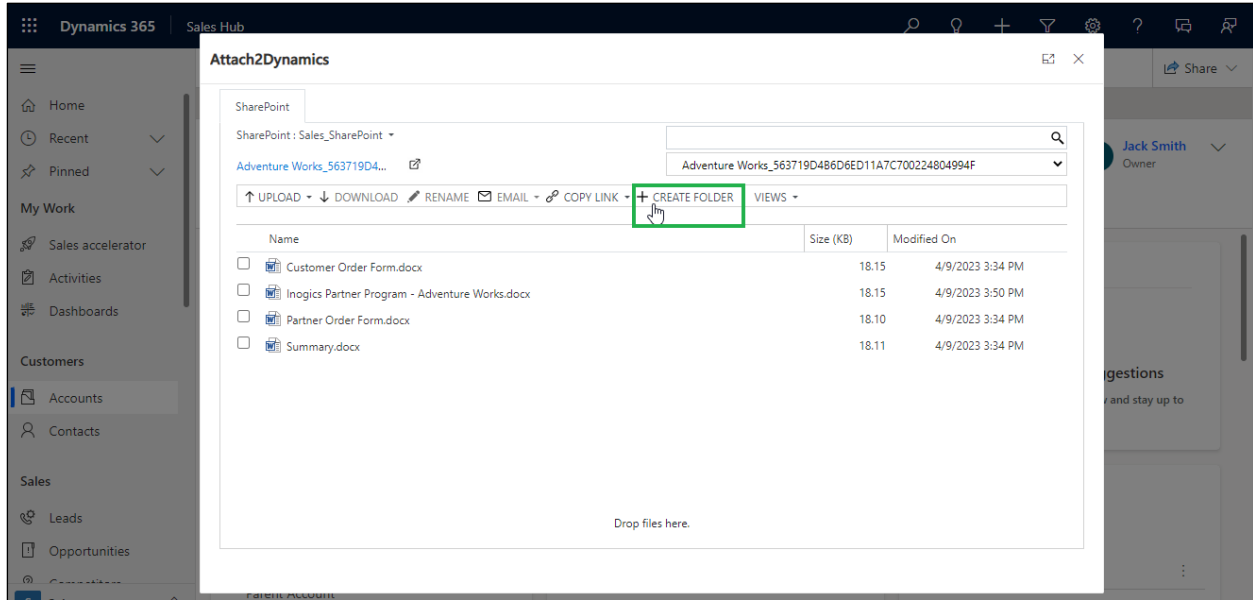 Dynamics 365 Sales Hub
Attach2Dynamics
Share
Home
Recent
Pinned
My Work
Sales accelerator
Activities
Dashboards
Customers
Accounts
Contacts
Sales
Leads
Opportunities
SharePoint
SharePoint : Sales_SharePoint
Adventure Works_563719D4...
Adventure Works_563719D4B6D6ED11A7C700224804994F
UPLOAD DOWNLOAD RENAME EMAIL COPY LINK CREATE FOLDER VIEWS
Name Size (KB) Modified On
Customer Order Form.docx 18.15 4/9/2023 3:34 PM
Inogics Partner Program - Adventure Works.docx 18.15 4/9/2023 3:50 PM
Partner Order Form.docx 18.10 4/9/2023 3:34 PM
Summary.docx 18.11 4/9/2023 3:34 PM
Drop files here.
Jack Smith
Owner
ggestions
and stay up to
Parent Account